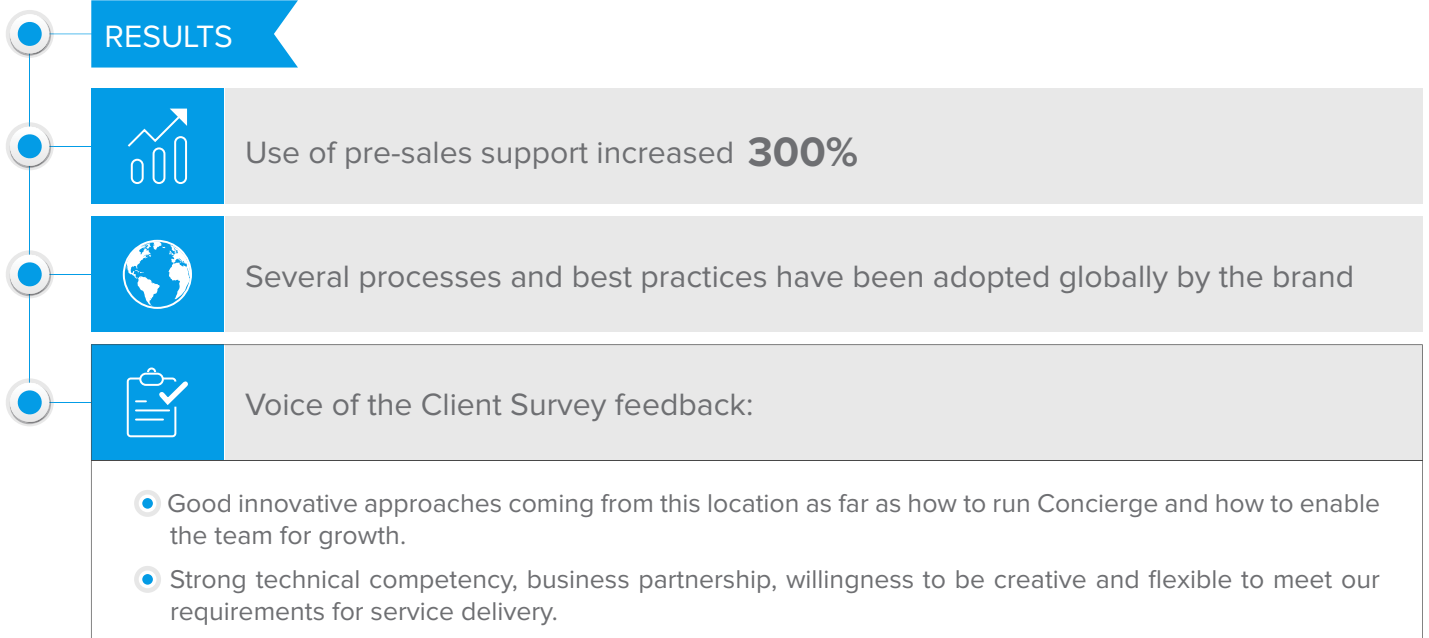 RESULTS
Use of pre-sales support increased 300%
Several processes and best practices have been adopted globally by the brand
Voice of the Client Survey feedback:
Good innovative approaches coming from this location as far as how to run Concierge and how to enable
the team for growth.
Strong technical competency, business partnership, willingness to be creative and flexible to meet our
requirements for service delivery.